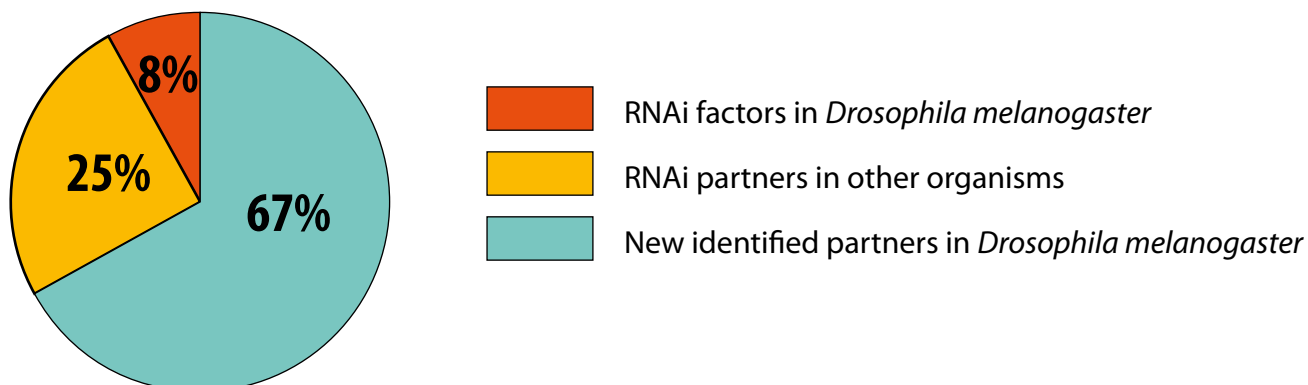 8%
25%
67%
RNAi factors in Drosophila melanogaster
RNAi partners in other organisms
New identified partners in Drosophila melanogaster